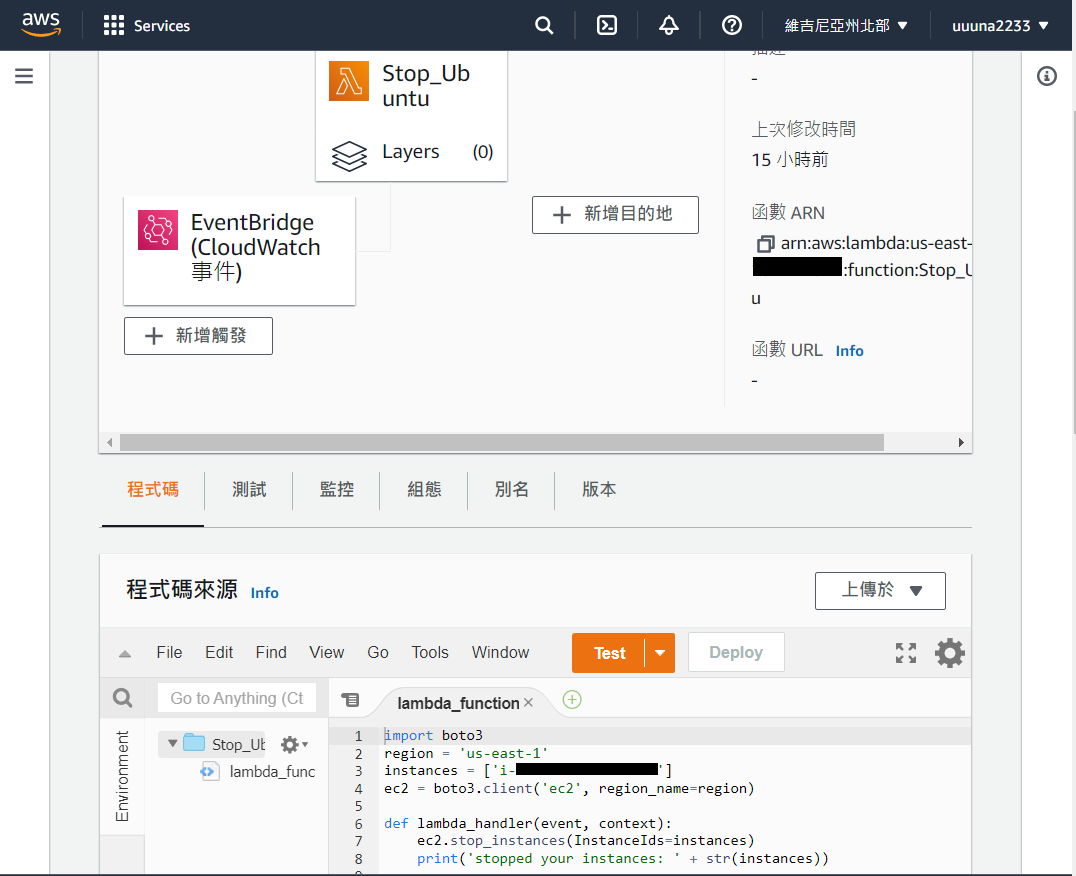 aws
Services
維吉尼亞州北部
uuuna2233
Stop_Ub
untu
Layers (0)
EventBridge
(CloudWatch
事件)
新增觸發
新增目的地
描述
-
上次修改時間
15 小時前
函數 ARN
arn:aws:lambda:us-east-
:function:Stop_U
u
函數 URL Info
-
程式碼
測試
監控
組態
別名
版本
程式碼來源 Info
上傳於
File Edit Find View Go Tools Window
Test
Deploy
Go to Anything (Ct
lambda_function
Environment
Stop_Ub
lambda_func
1 import boto3
2 region = 'us-east-1'
3 instances = ['i- ']
4 ec2 = boto3.client('ec2', region_name=region)
5
6 def lambda_handler(event, context):
7 ec2.stop_instances(InstanceIds=instances)
8 print('stopped your instances: ' + str(instances))